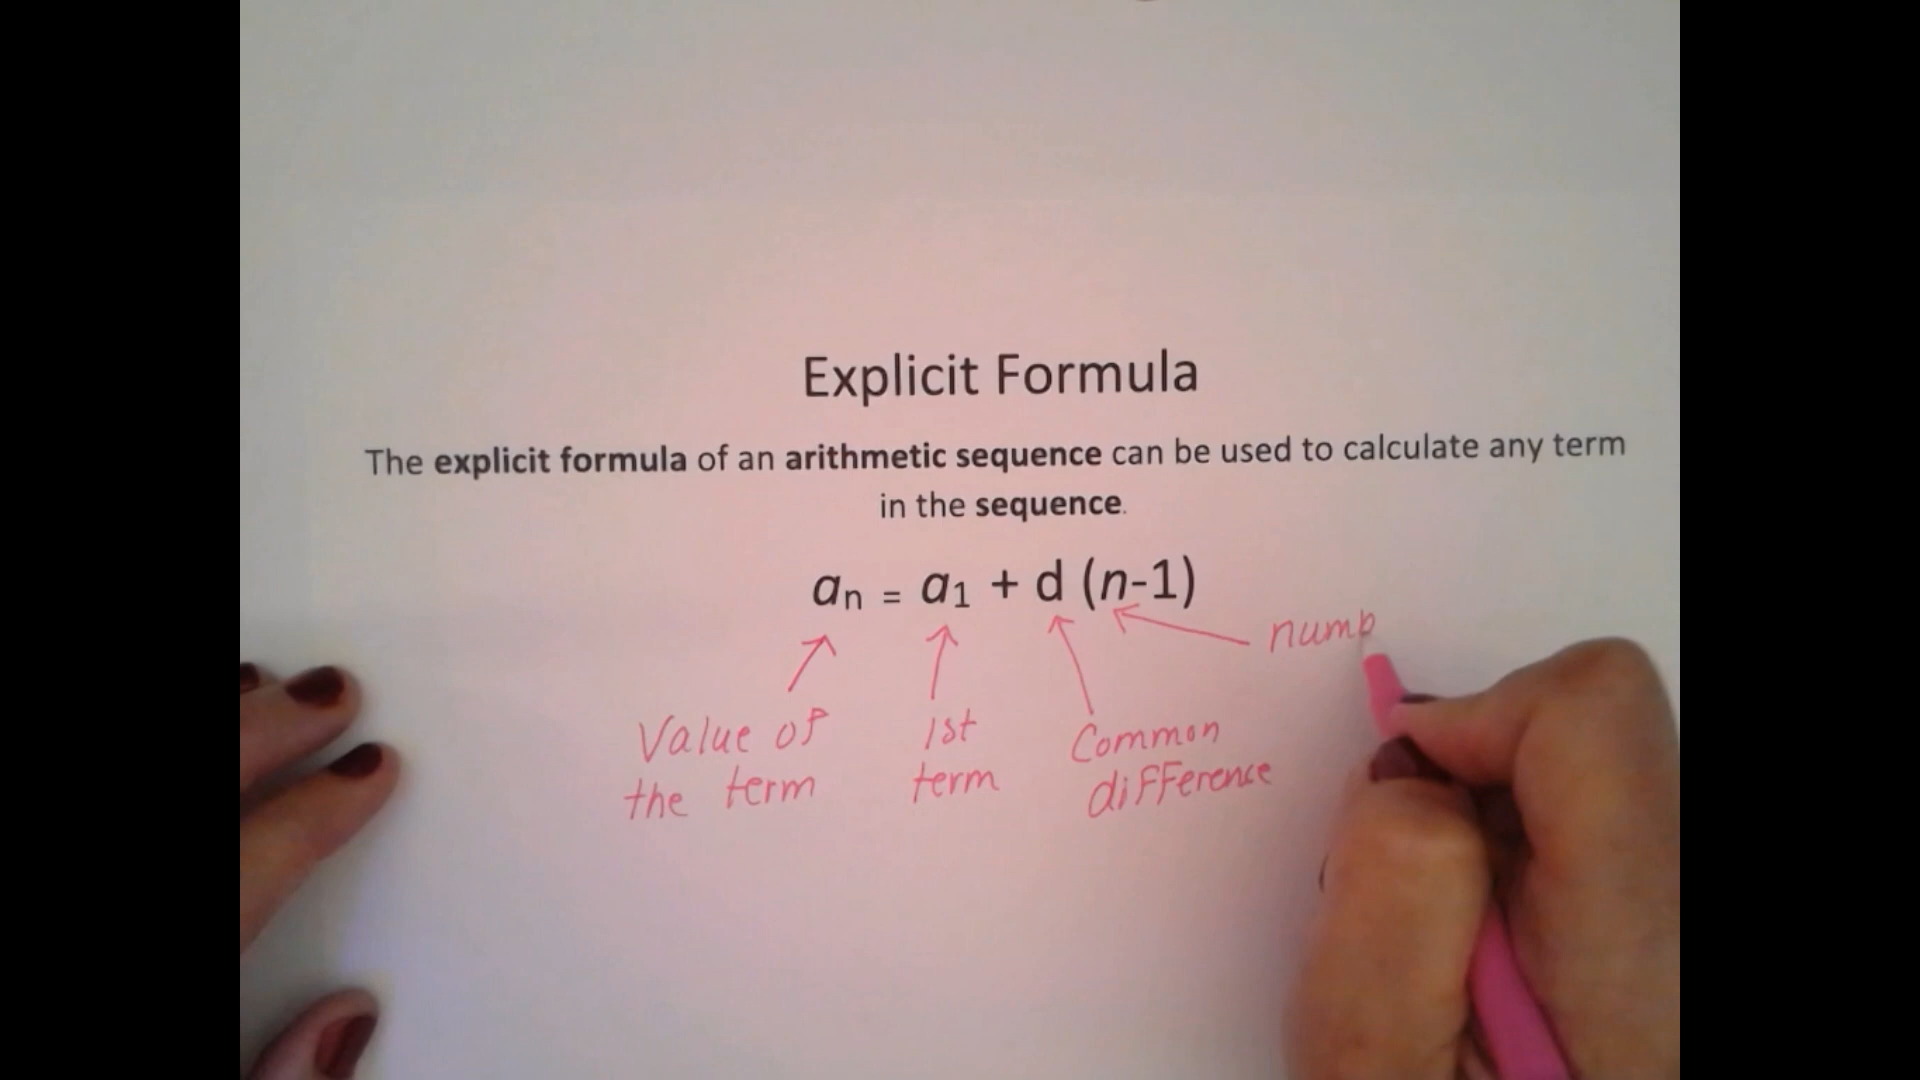 Explicit Formula
The explicit formula of an arithmetic sequence can be used to calculate any term
in the sequence.
aₙ = a₁ + d (n-1)
numb
Value of
the term
1st
term
Common
difference